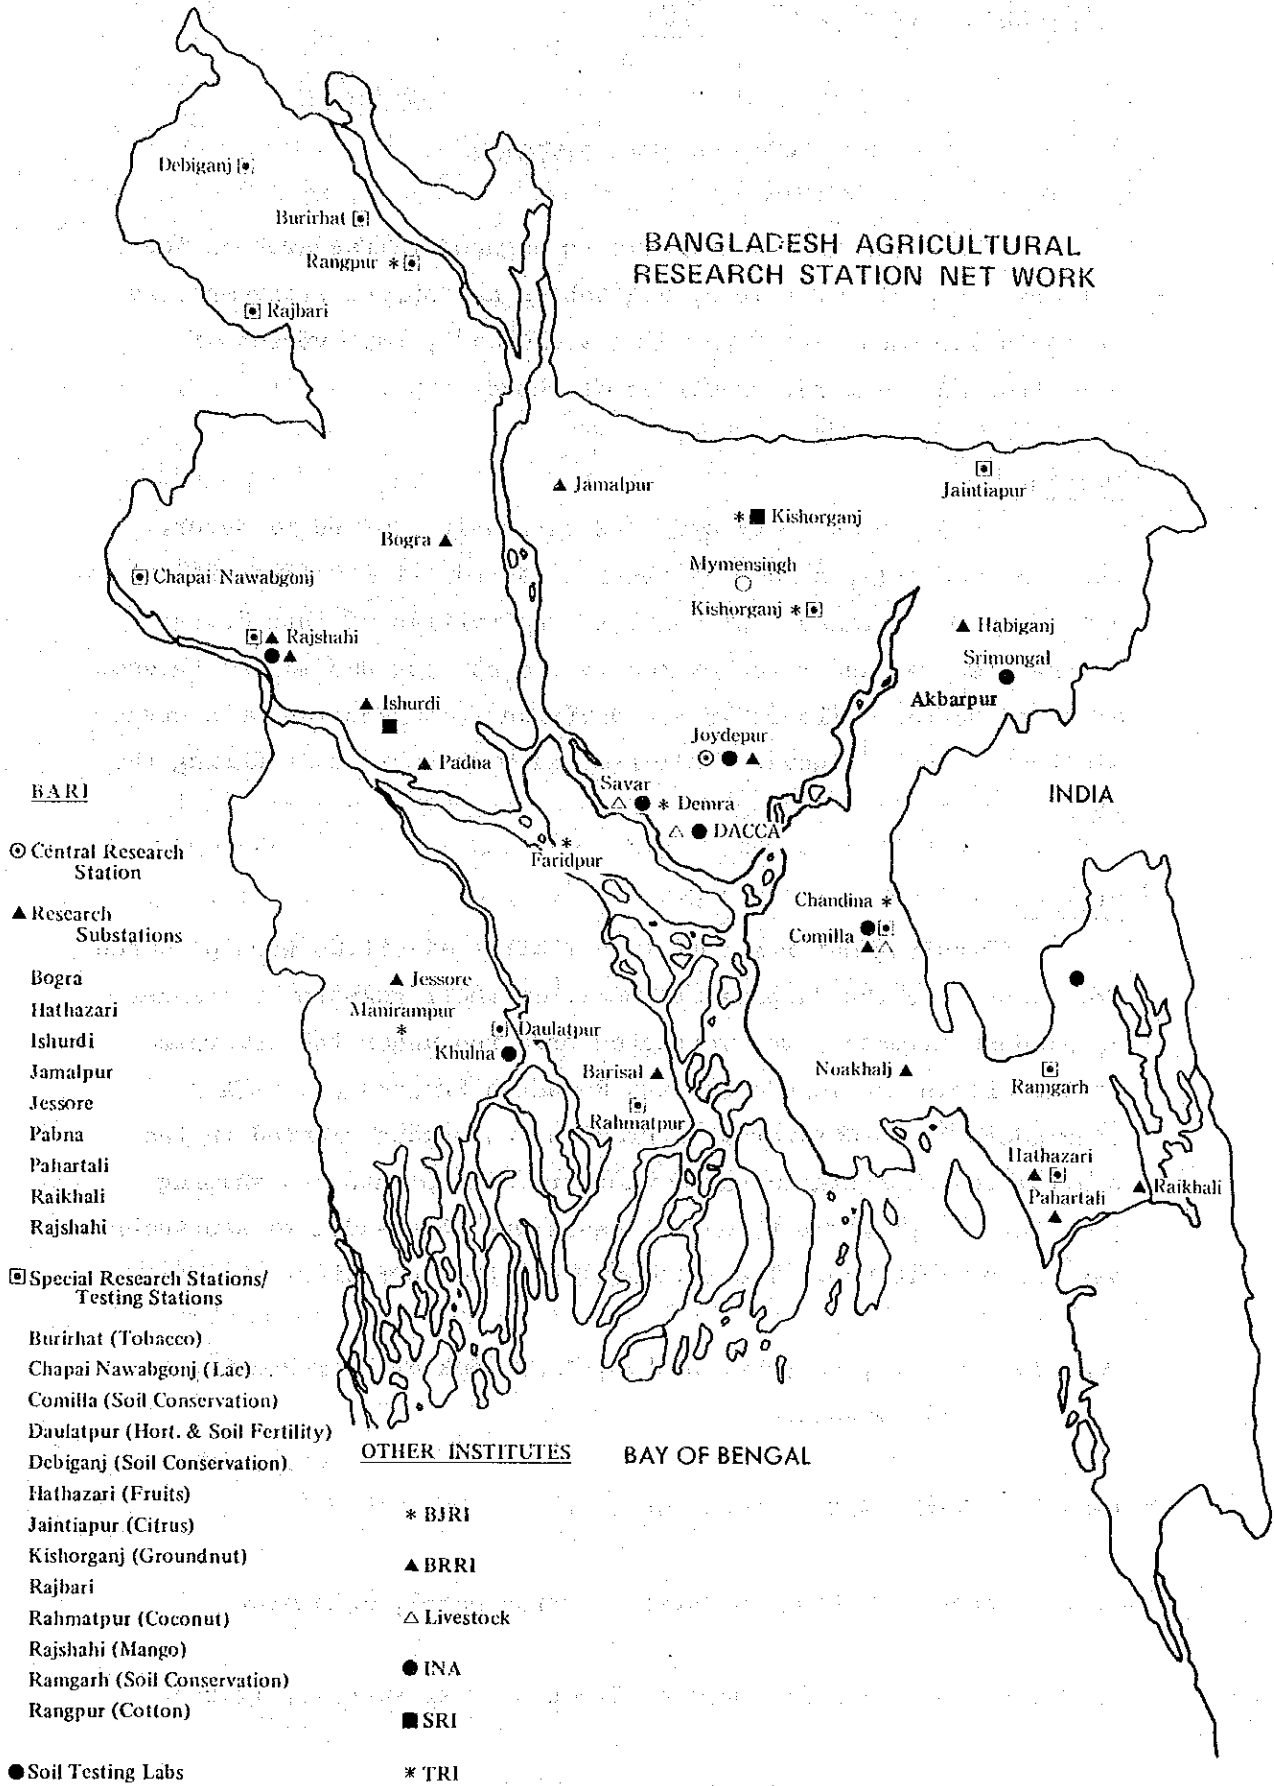 BANGLADESH AGRICULTURAL
RESEARCH STATION NET WORK
Debiganj
Burirhat
Rangpur *
Rajbari
Jamalpur
Jaintiapur
* Kishorganj
Bogra
Mymensingh
Chapai Nawabgonj
Kishorganj *
Rajshahi
Habiganj
Srimongal
Ishurdi
Akbarpur
Joydepur
Padna
Savar
* Demra
INDIA
DACCA
*
Faridpur
Chandina *
Comilla
Jessore
Manirampur
*
Daulatpur
Khulna
Barisal
Noakhalj
Ramgarh
Rahmatpur
Hathazari
Pahartali
Raikhali
BAY OF BENGAL
BARI
Central Research
Station
Research
Substations
Bogra
Hathazari
Ishurdi
Jamalpur
Jessore
Pabna
Pahartali
Raikhali
Rajshahi
Special Research Stations/
Testing Stations
Burirhat (Tobacco)
Chapai Nawabgonj (Lac)
Comilla (Soil Conservation)
Daulatpur (Hort. & Soil Fertility)
Debiganj (Soil Conservation)
Hathazari (Fruits)
Jaintiapur (Citrus)
Kishorganj (Groundnut)
Rajbari
Rahmatpur (Coconut)
Rajshahi (Mango)
Ramgarh (Soil Conservation)
Rangpur (Cotton)
Soil Testing Labs
OTHER INSTITUTES
* BJRI
BRRI
Livestock
INA
SRI
* TRI